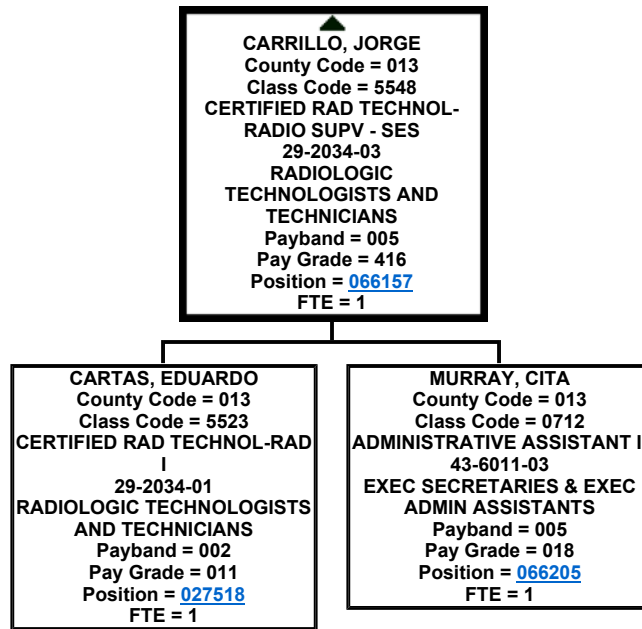 CARRILLO, JORGE
County Code = 013
Class Code = 5548
CERTIFIED RAD TECHNOL-
RADIO SUPV - SES
29-2034-03
RADIOLOGIC
TECHNOLOGISTS AND
TECHNICIANS
Payband = 005
Pay Grade = 416
Position = 066157
FTE = 1
CARTAS, EDUARDO
County Code = 013
Class Code = 5523
CERTIFIED RAD TECHNOL-RAD
I
29-2034-01
RADIOLOGIC TECHNOLOGISTS
AND TECHNICIANS
Payband = 002
Pay Grade = 011
Position = 027518
FTE = 1
MURRAY, CITA
County Code = 013
Class Code = 0712
ADMINISTRATIVE ASSISTANT I
43-6011-03
EXEC SECRETARIES & EXEC
ADMIN ASSISTANTS
Payband = 005
Pay Grade = 018
Position = 066205
FTE = 1